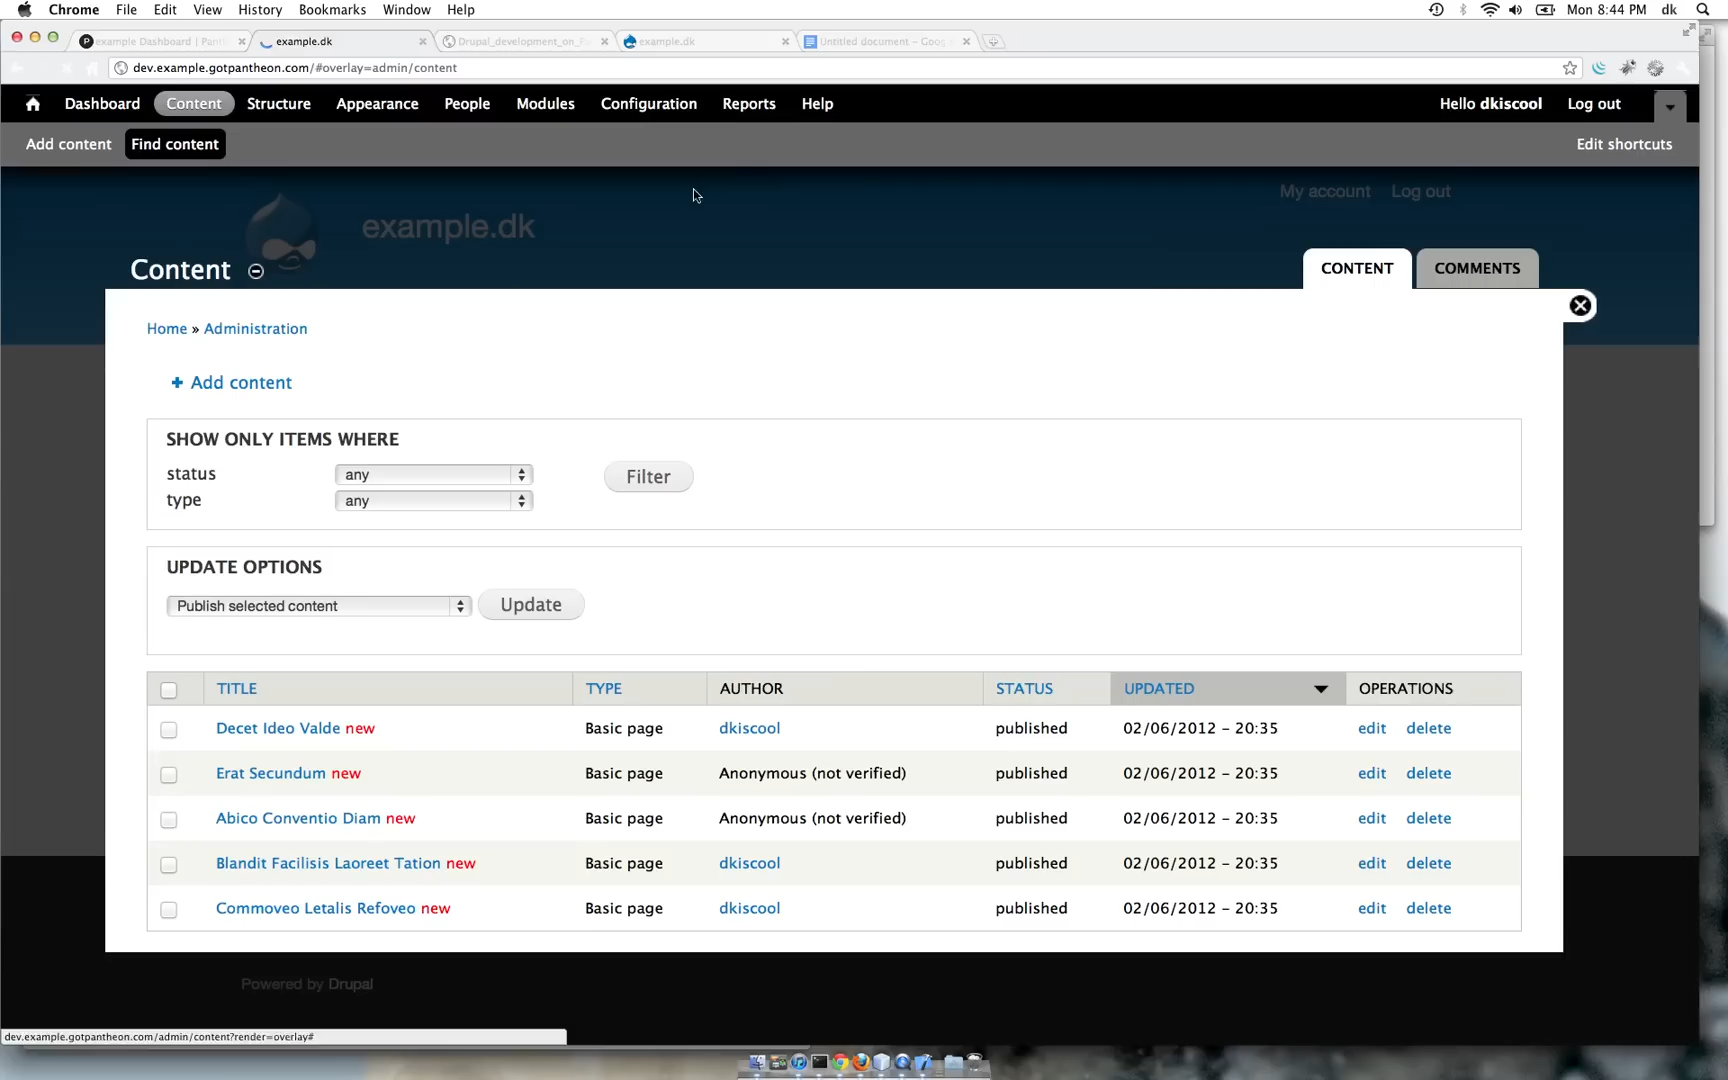 Chrome File Edit View History Bookmarks Window Help Mon 8:44 PM dk
example Dashboard | Pant example.dk Drupal_development_on_P example.dk Untitled document - Goog
dev.example.gotpantheon.com/#overlay=admin/content
Dashboard Content Structure Appearance People Modules Configuration Reports Help Hello dkiscool Log out
Add content Find content Edit shortcuts
My account Log out
example.dk
Content CONTENT COMMENTS
Home » Administration
+ Add content
SHOW ONLY ITEMS WHERE
status any Filter
type any
UPDATE OPTIONS
Publish selected content Update
TITLE TYPE AUTHOR STATUS UPDATED OPERATIONS
Decet Ideo Valde new Basic page dkiscool published 02/06/2012 - 20:35 edit delete
Erat Secundum new Basic page Anonymous (not verified) published 02/06/2012 - 20:35 edit delete
Abico Conventio Diam new Basic page Anonymous (not verified) published 02/06/2012 - 20:35 edit delete
Blandit Facilisis Laoreet Tation new Basic page dkiscool published 02/06/2012 - 20:35 edit delete
Commoveo Letalis Refoveo new Basic page dkiscool published 02/06/2012 - 20:35 edit delete
Powered by Drupal
dev.example.gotpantheon.com/admin/content?render=overlay#